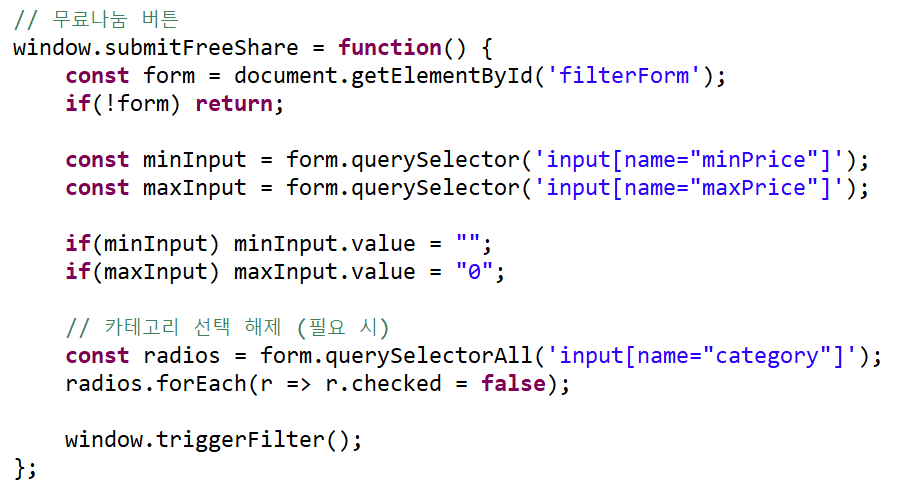 // 무료나눔 버튼
window.submitFreeShare = function() {
    const form = document.getElementById('filterForm');
    if(!form) return;

    const minInput = form.querySelector('input[name="minPrice"]');
    const maxInput = form.querySelector('input[name="maxPrice"]');

    if(minInput) minInput.value = "";
    if(maxInput) maxInput.value = "0";

    // 카테고리 선택 해제 (필요 시)
    const radios = form.querySelectorAll('input[name="category"]');
    radios.forEach(r => r.checked = false);

    window.triggerFilter();
};